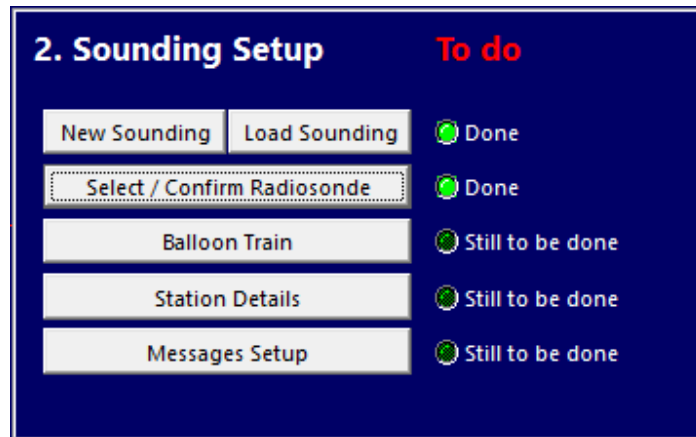 2. Sounding Setup To do
New Sounding Load Sounding Done
Select / Confirm Radiosonde Done
Balloon Train Still to be done
Station Details Still to be done
Messages Setup Still to be done